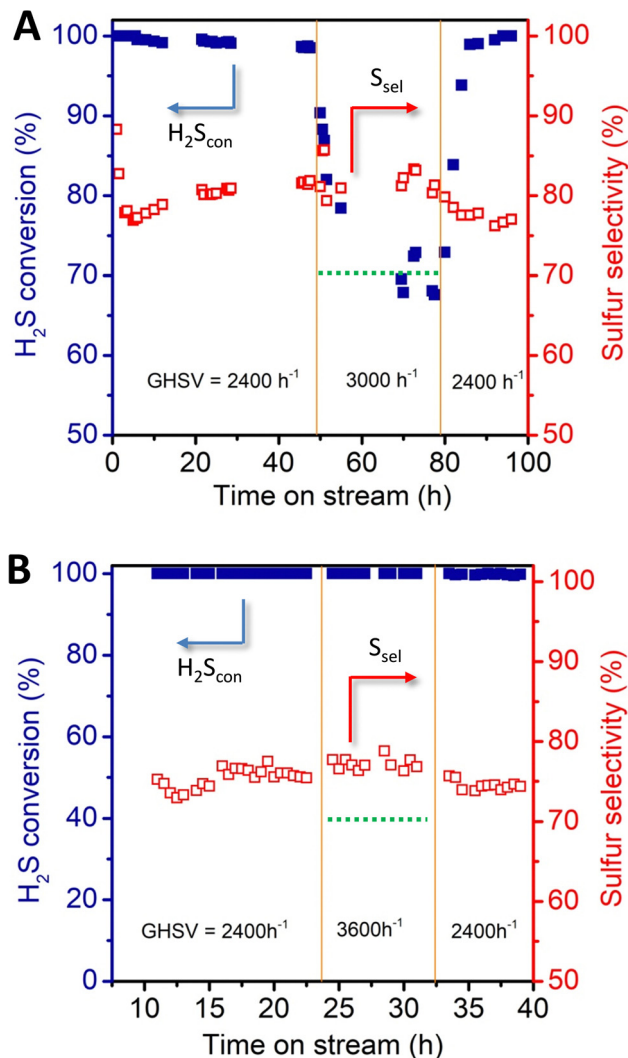 A
H₂S conversion (%)
100
90
80
70
60
50
H₂Scon
Ssel
GHSV = 2400 h⁻¹
3000 h⁻¹
2400 h⁻¹
100
90
80
70
60
50
Sulfur selectivity (%)
0 20 40 60 80 100
Time on stream (h)
B
H₂S conversion (%)
100
80
60
40
20
0
H₂Scon
Ssel
GHSV = 2400h⁻¹
3600h⁻¹
2400h⁻¹
100
90
80
70
60
50
Sulfur selectivity (%)
10 15 20 25 30 35 40
Time on stream (h)